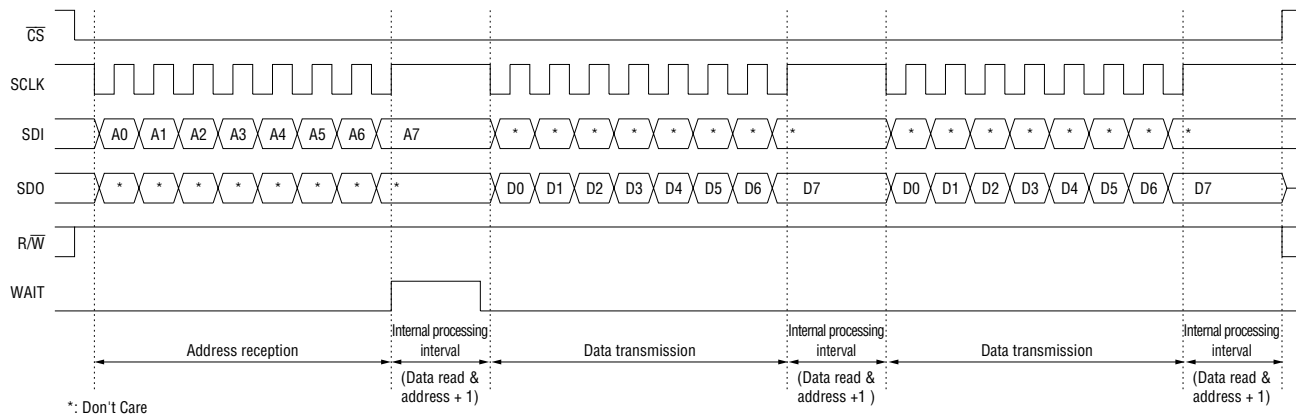 CS
SCLK
SDI A0 A1 A2 A3 A4 A5 A6 A7 * * * * * * * * * * * * * * * *
SDO * * * * * * * * D0 D1 D2 D3 D4 D5 D6 D7 D0 D1 D2 D3 D4 D5 D6 D7
R/W
WAIT
Address reception
Internal processing
interval
(Data read &
address + 1)
Data transmission
Internal processing
interval
(Data read &
address +1 )
Data transmission
Internal processing
interval
(Data read &
address + 1)
*: Don't Care